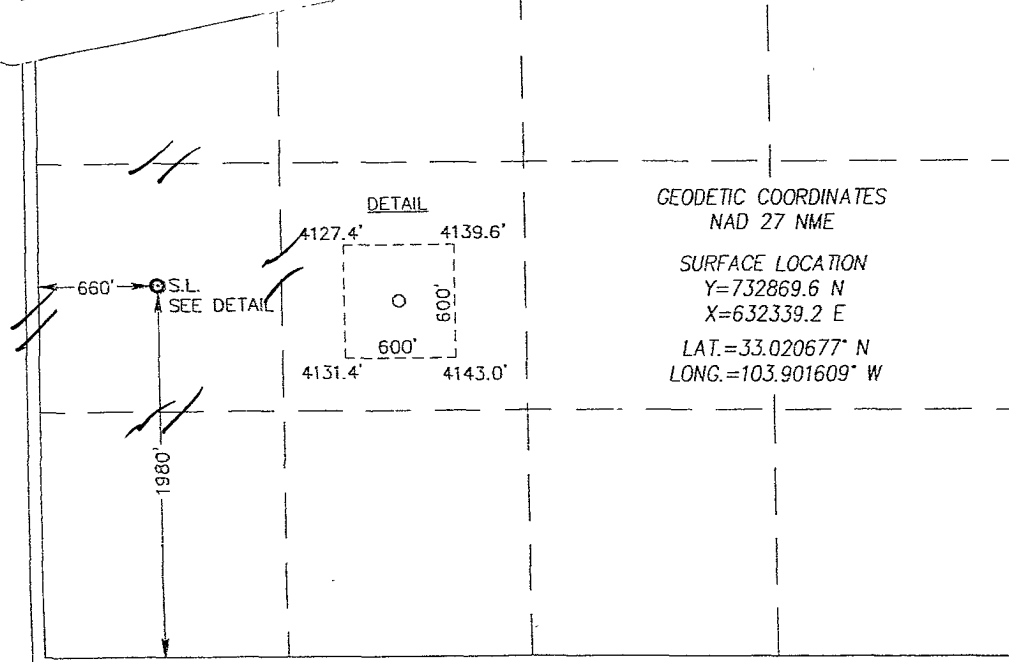 DETAIL
4127.4'
4139.6'
600'
600'
4131.4'
4143.0'
660'
S.L.
SEE DETAIL
1980'
GEODETIC COORDINATES
NAD 27 NME
SURFACE LOCATION
Y=732869.6 N
X=632339.2 E
LAT.=33.020677° N
LONG.=103.901609° W